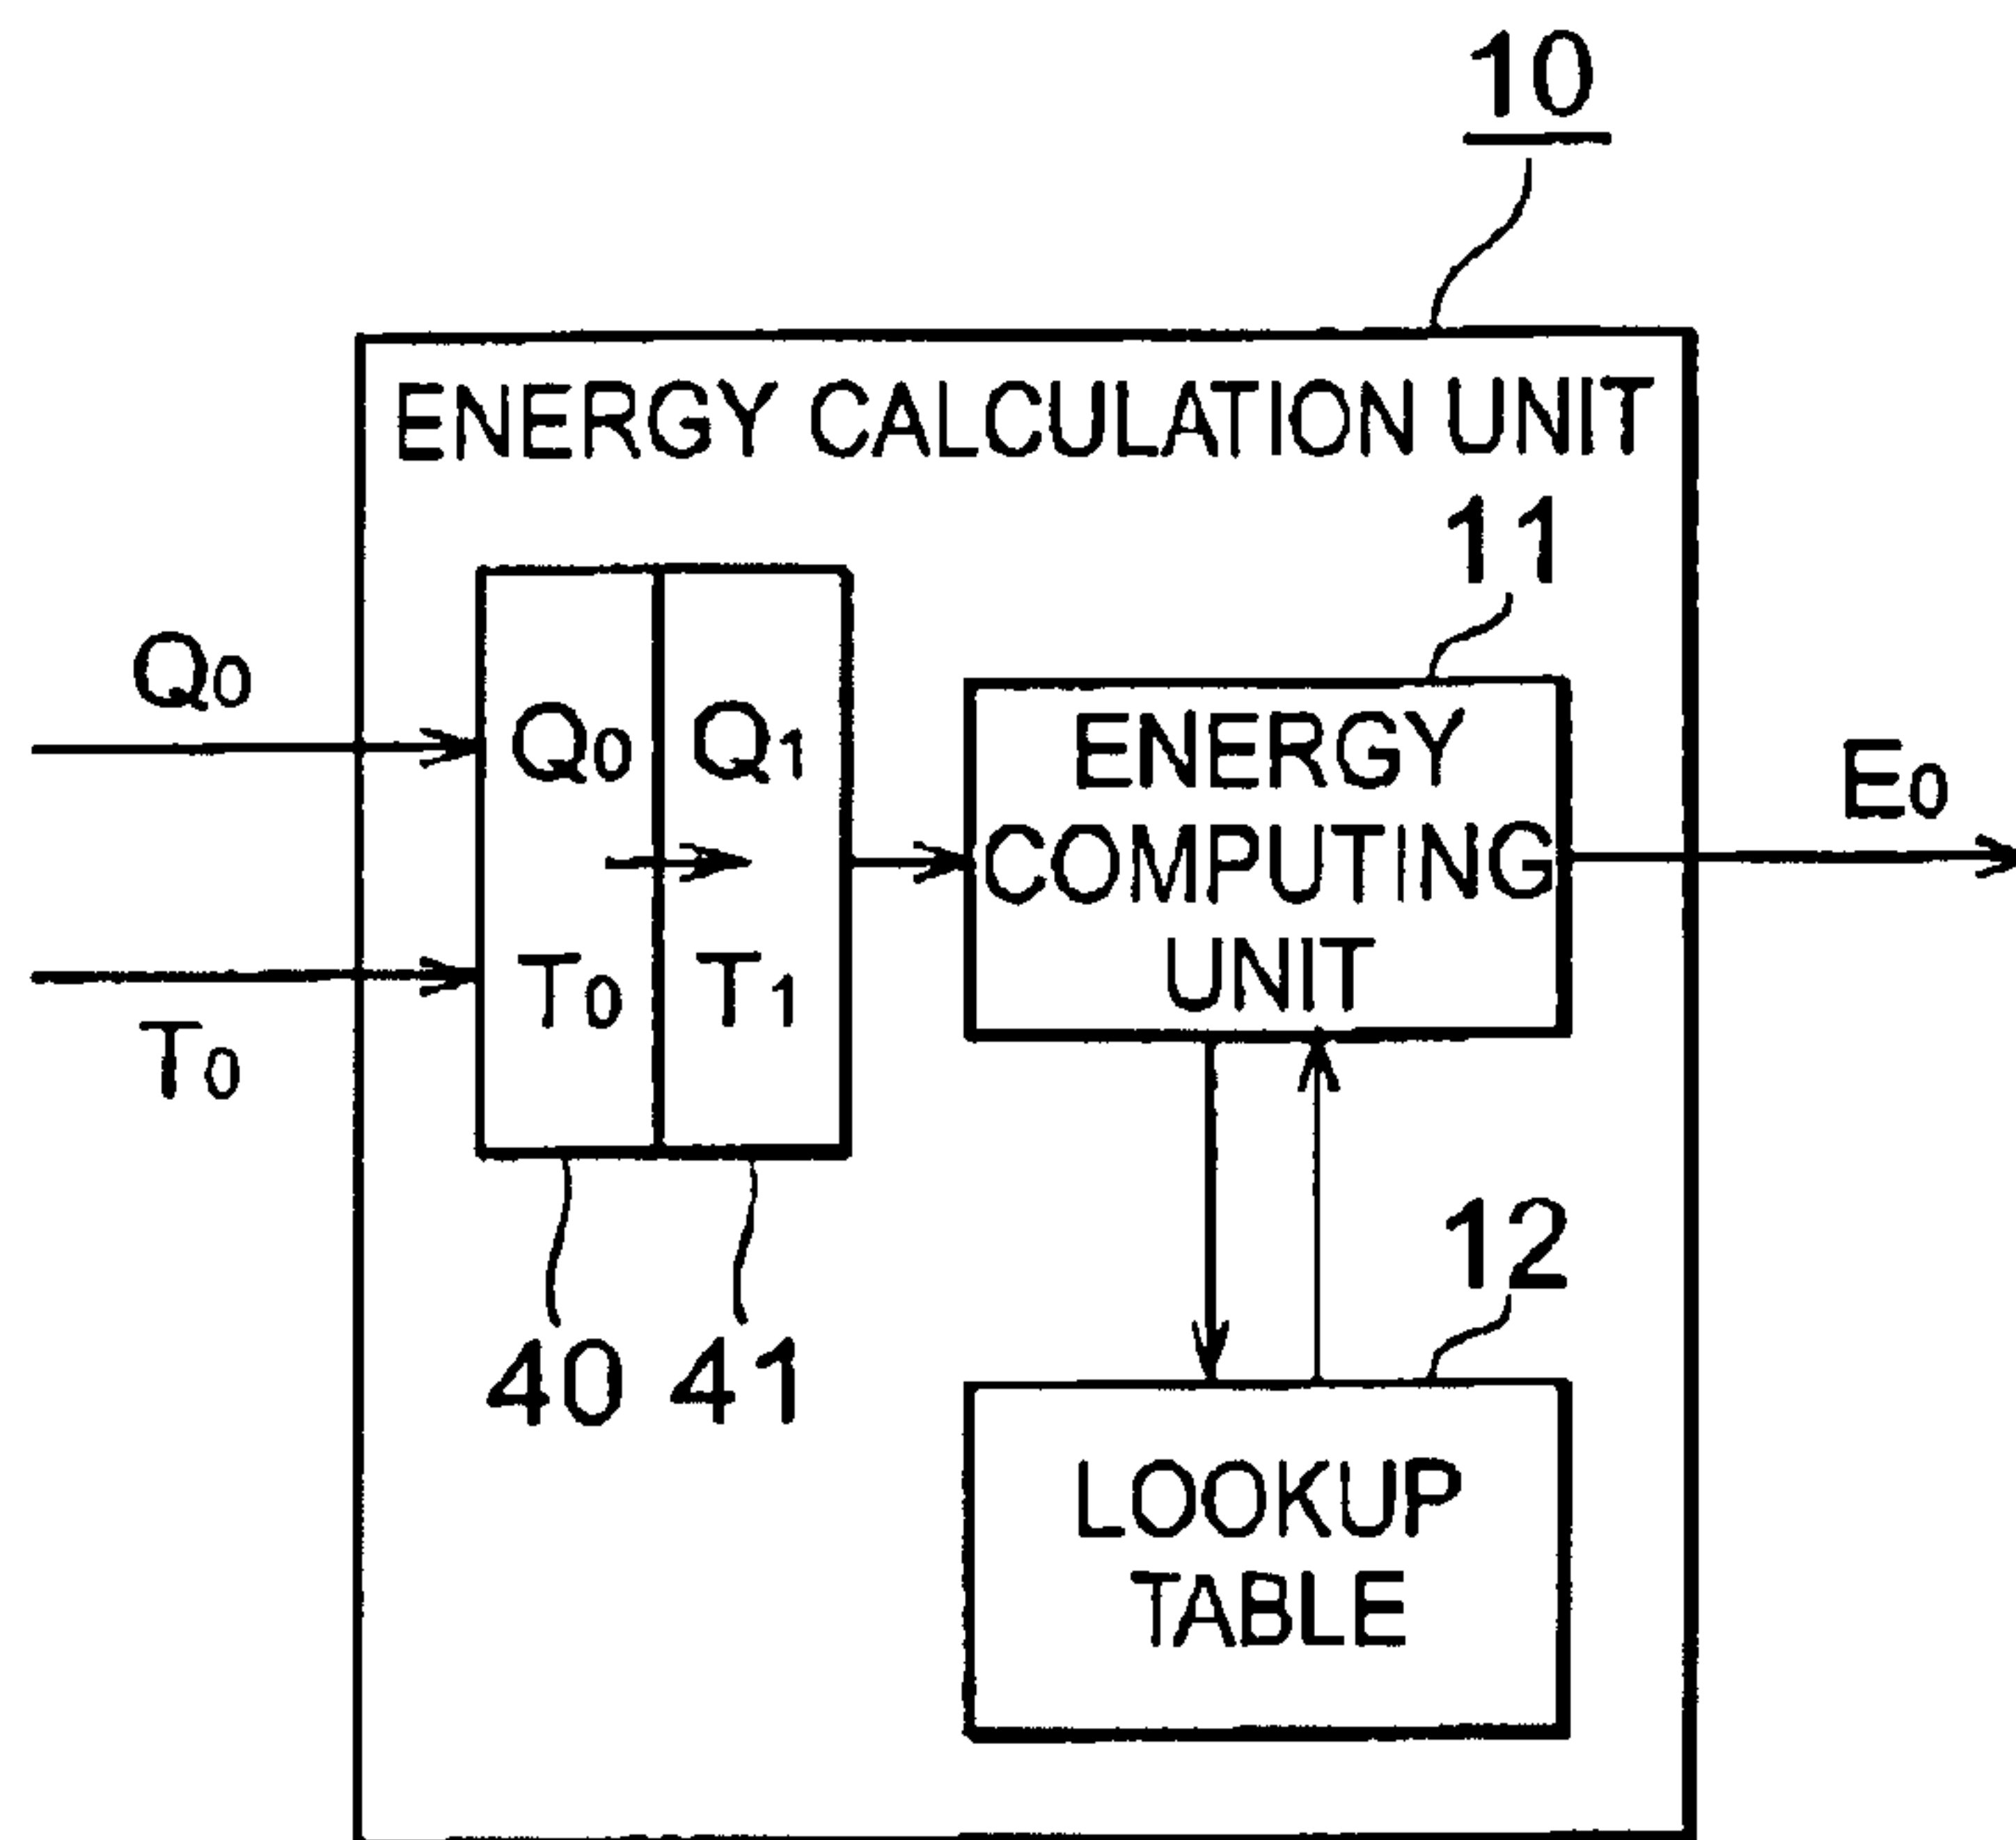 10
ENERGY CALCULATION UNIT
11
Q0
Q0 Q1
ENERGY
COMPUTING
UNIT
E0
T0 T1
T0
40 41
12
LOOKUP
TABLE